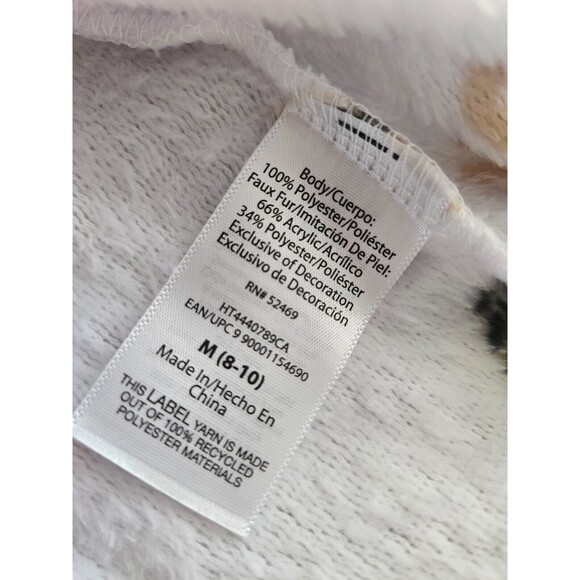 Body/Cuerpo:
100% Polyester/Poliéster
Faux Fur/Imitación De Piel:
66% Acrylic/Acrílico
34% Polyester/Poliéster
Exclusive of Decoration
Exclusivo de Decoración
RN# 52469
HT4440789CA
EAN/UPC 9 90001154690
M (8-10)
Made In/Hecho En
China
THIS LABEL YARN IS MADE
OUT OF 100% RECYCLED
POLYESTER MATERIALS